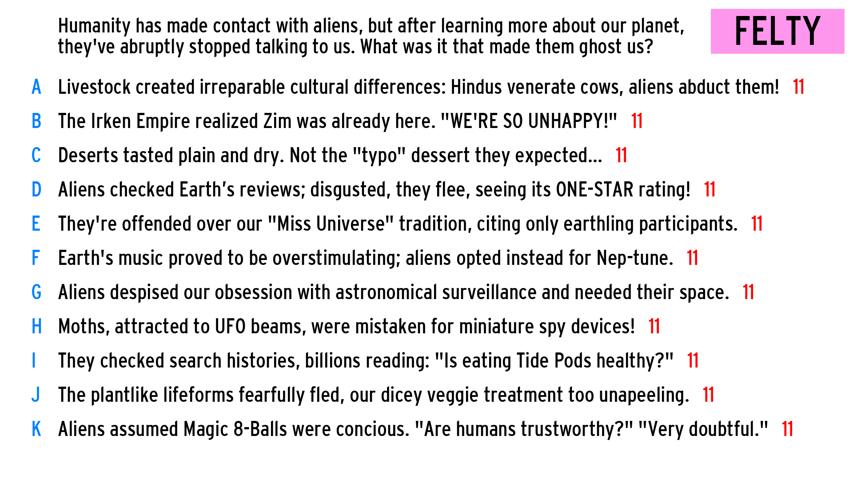 Humanity has made contact with aliens, but after learning more about our planet,
they've abruptly stopped talking to us. What was it that made them ghost us?
FELTY
A Livestock created irreparable cultural differences: Hindus venerate cows, aliens abduct them! 11
B The Irken Empire realized Zim was already here. "WE'RE SO UNHAPPY!" 11
C Deserts tasted plain and dry. Not the "typo" dessert they expected... 11
D Aliens checked Earth's reviews; disgusted, they flee, seeing its ONE-STAR rating! 11
E They're offended over our "Miss Universe" tradition, citing only earthling participants. 11
F Earth's music proved to be overstimulating; aliens opted instead for Nep-tune. 11
G Aliens despised our obsession with astronomical surveillance and needed their space. 11
H Moths, attracted to UFO beams, were mistaken for miniature spy devices! 11
I They checked search histories, billions reading: "Is eating Tide Pods healthy?" 11
J The plantlike lifeforms fearfully fled, our dicey veggie treatment too unapeeling. 11
K Aliens assumed Magic 8-Balls were concious. "Are humans trustworthy?" "Very doubtful." 11